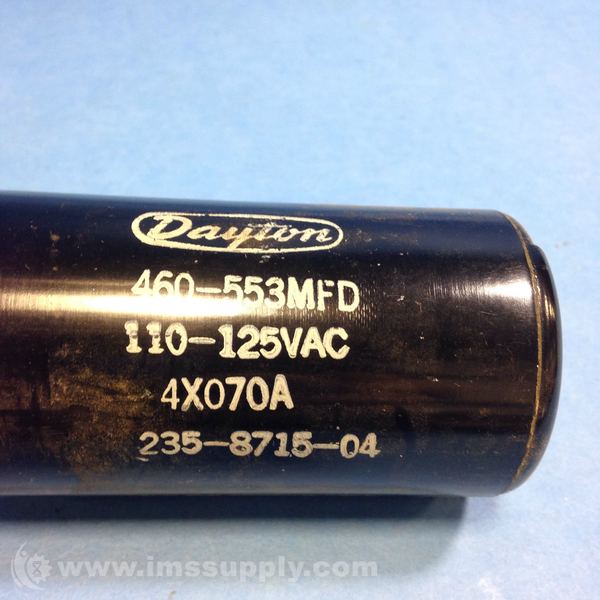 Dayton
460-553MFD
110-125VAC
4X070A
235-8715-04
www.imssupply.com